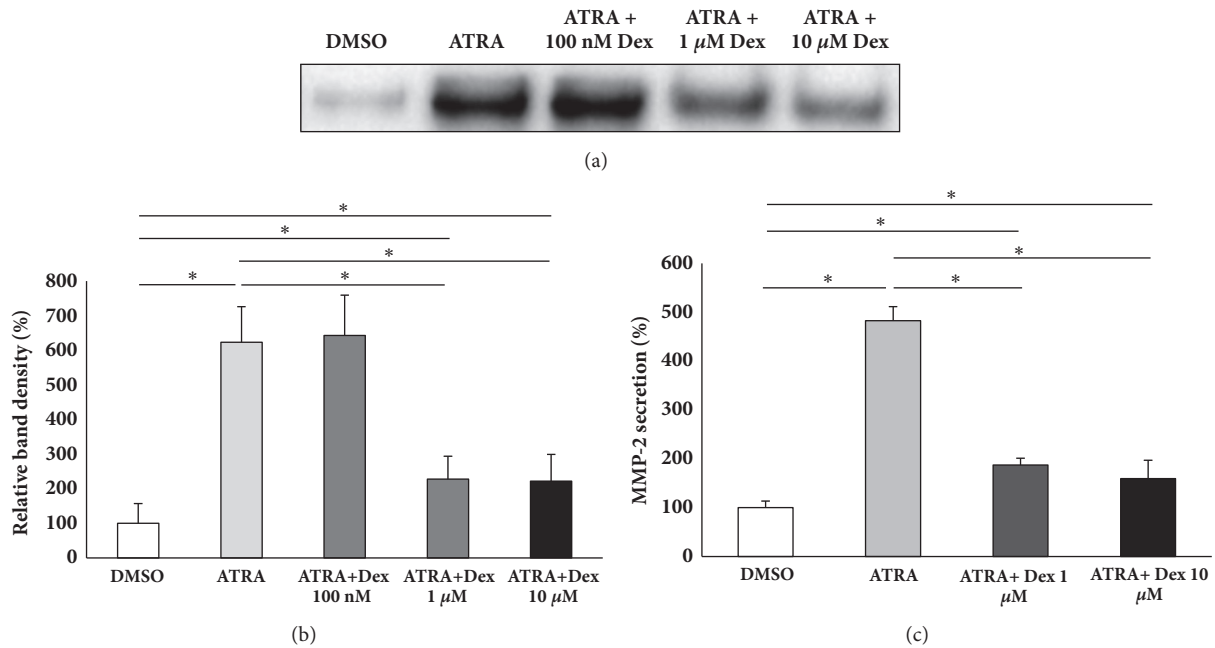 DMSO
ATRA
ATRA +
100 nM Dex
ATRA +
1 μM Dex
ATRA +
10 μM Dex
(a)
*
*
*
*
*
Relative band density (%)
800
700
600
500
400
300
200
100
0
DMSO
ATRA
ATRA+Dex
100 nM
ATRA+Dex
1 μM
ATRA+Dex
10 μM
(b)
*
*
*
*
*
MMP-2 secretion (%)
600
500
400
300
200
100
0
DMSO
ATRA
ATRA+ Dex 1
μM
ATRA+ Dex 10
μM
(c)